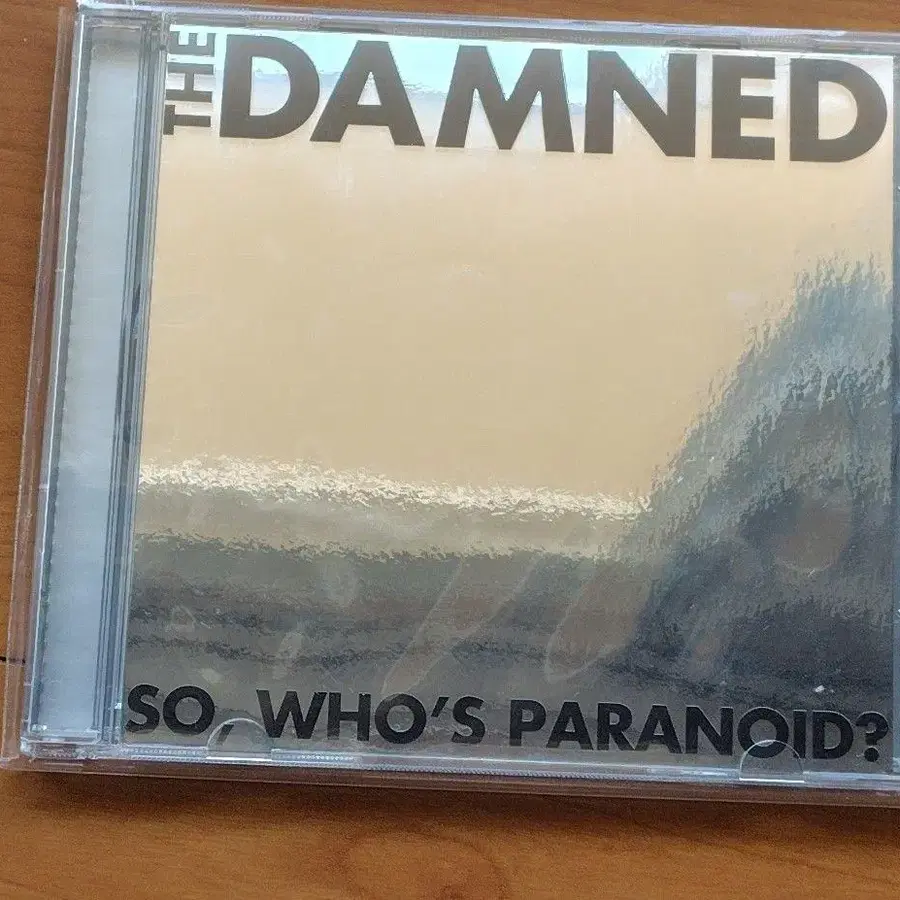 THE DAMNED
SO, WHO'S PARANOID?